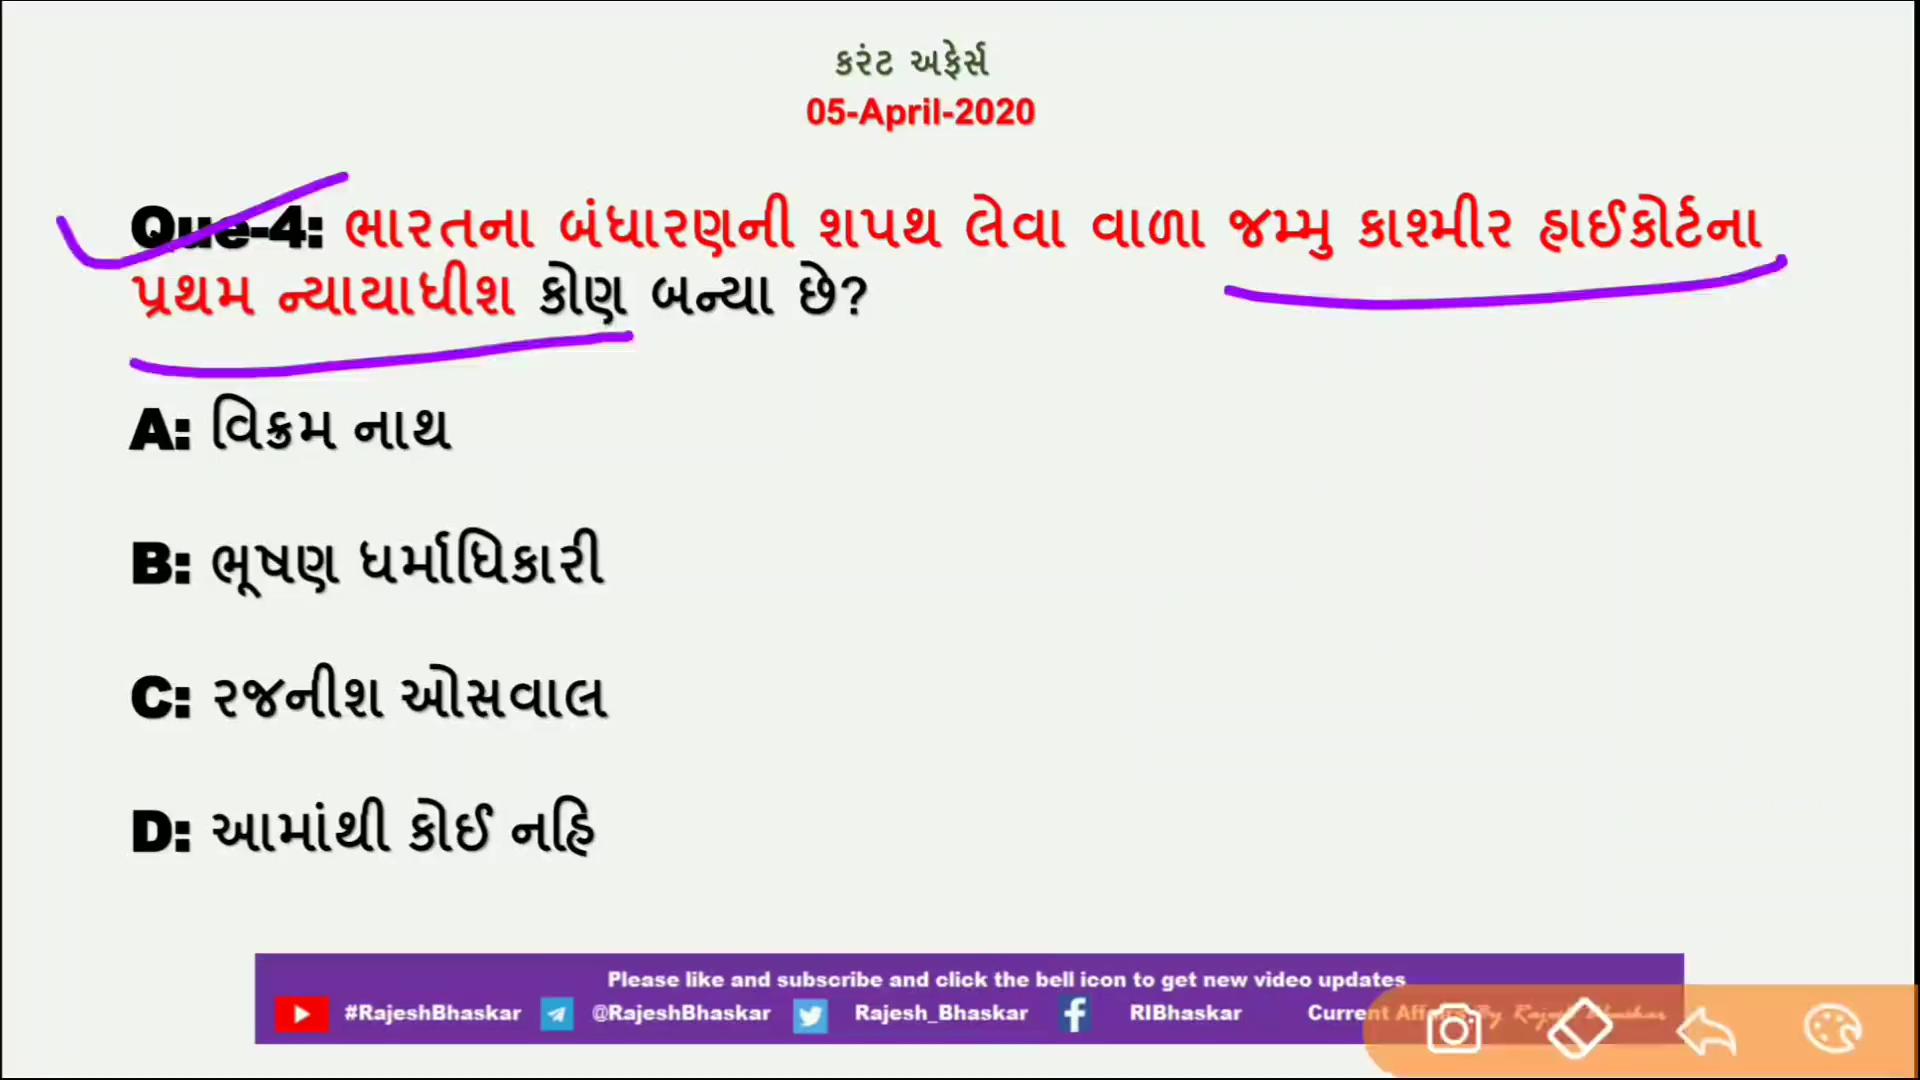 કરંટ અફેર્સ
05-April-2020
Que-4: ભારતના બંધારણની શપથ લેવા વાળા જમ્મુ કાશ્મીર હાઈકોર્ટના
પ્રથમ ન્યાયાધીશ કોણ બન્યા છે?
A: વિક્રમ નાથ
B: ભૂષણ ધર્માધિકારી
C: રજનીશ ઓસવાલ
D: આમાંથી કોઈ નહિ
Please like and subscribe and click the bell icon to get new video updates
#RajeshBhaskar @RajeshBhaskar Rajesh_Bhaskar RIBhaskar Current By